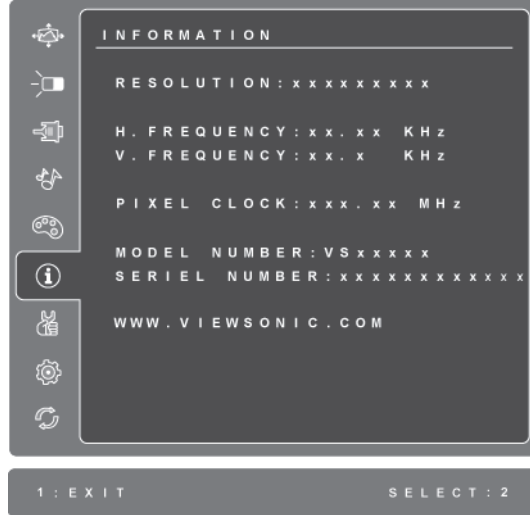 INFORMATION
RESOLUTION:xxxxxxxxx
H.FREQUENCY:xx.xx KHz
V.FREQUENCY:xx.x KHz
PIXEL CLOCK:xxx.xx MHz
MODEL NUMBER:VSxxxxx
SERIEL NUMBER:xxxxxxxxxxxx
WWW.VIEWSONIC.COM
1:EXIT SELECT:2